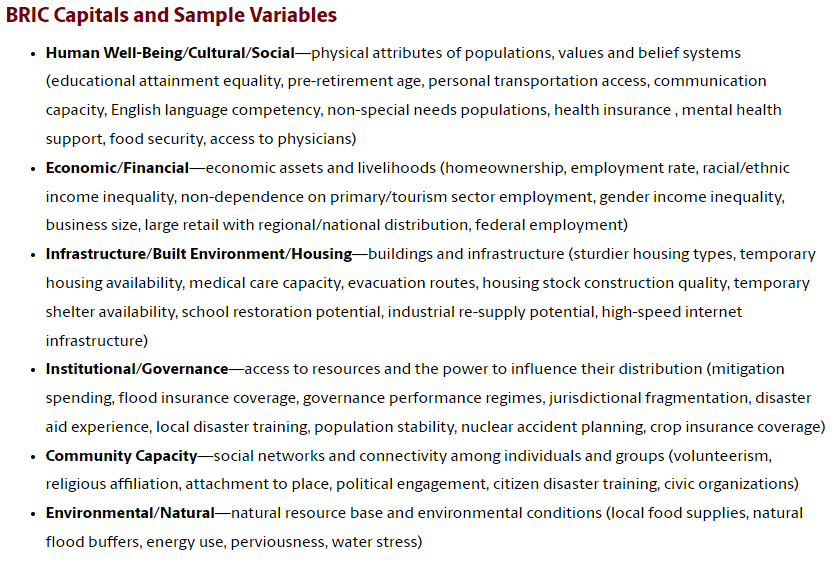 BRIC Capitals and Sample Variables
• Human Well-Being/Cultural/Social—physical attributes of populations, values and belief systems
(educational attainment equality, pre-retirement age, personal transportation access, communication
capacity, English language competency, non-special needs populations, health insurance , mental health
support, food security, access to physicians)
• Economic/Financial—economic assets and livelihoods (homeownership, employment rate, racial/ethnic
income inequality, non-dependence on primary/tourism sector employment, gender income inequality,
business size, large retail with regional/national distribution, federal employment)
• Infrastructure/Built Environment/Housing—buildings and infrastructure (sturdier housing types, temporary
housing availability, medical care capacity, evacuation routes, housing stock construction quality, temporary
shelter availability, school restoration potential, industrial re-supply potential, high-speed internet
infrastructure)
• Institutional/Governance—access to resources and the power to influence their distribution (mitigation
spending, flood insurance coverage, governance performance regimes, jurisdictional fragmentation, disaster
aid experience, local disaster training, population stability, nuclear accident planning, crop insurance coverage)
• Community Capacity—social networks and connectivity among individuals and groups (volunteerism,
religious affiliation, attachment to place, political engagement, citizen disaster training, civic organizations)
• Environmental/Natural—natural resource base and environmental conditions (local food supplies, natural
flood buffers, energy use, perviousness, water stress)